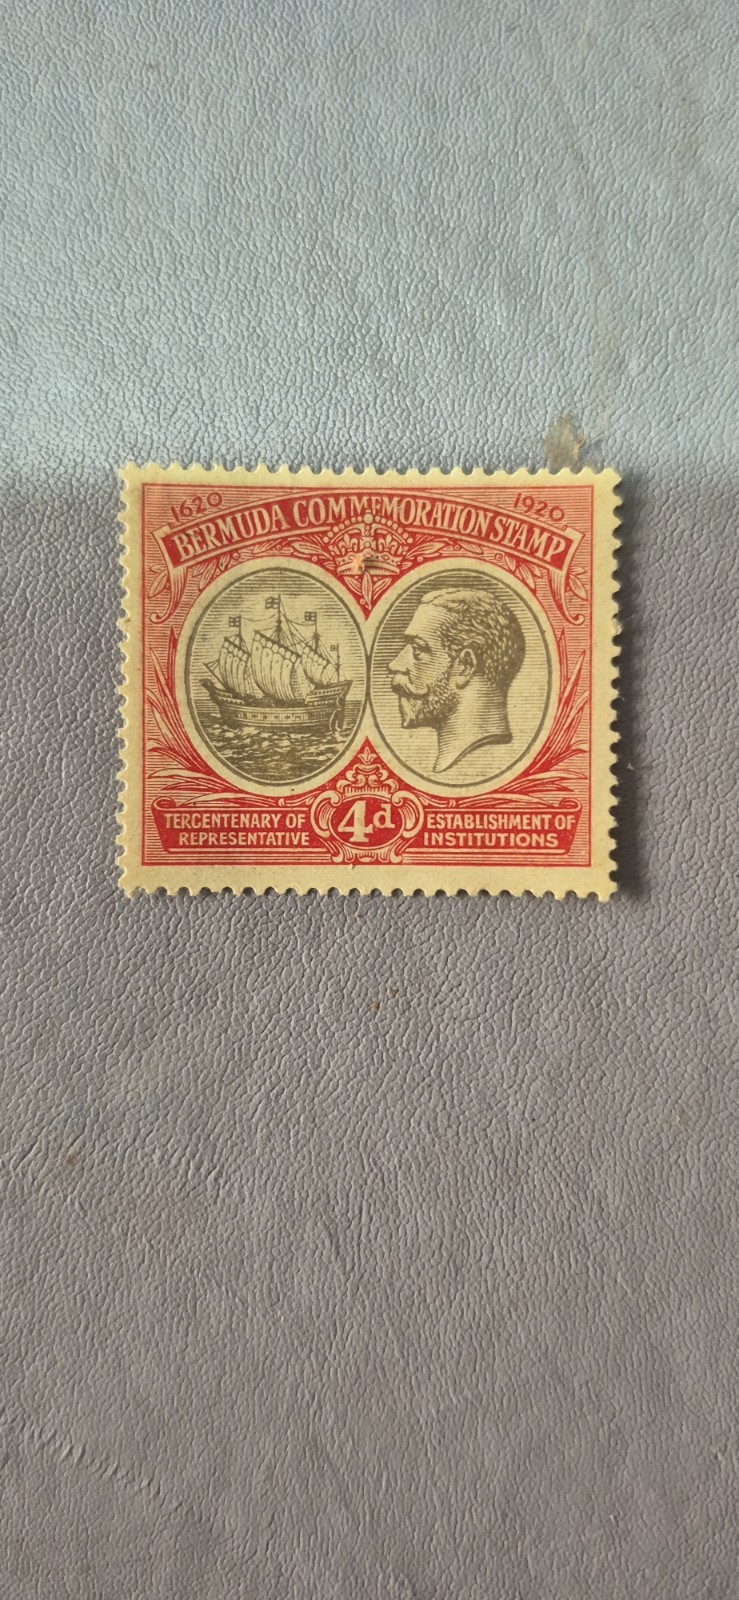 1620 1920
BERMUDA COMMEMORATION STAMP
TERCENTENARY OF
REPRESENTATIVE
4d
ESTABLISHMENT OF
INSTITUTIONS